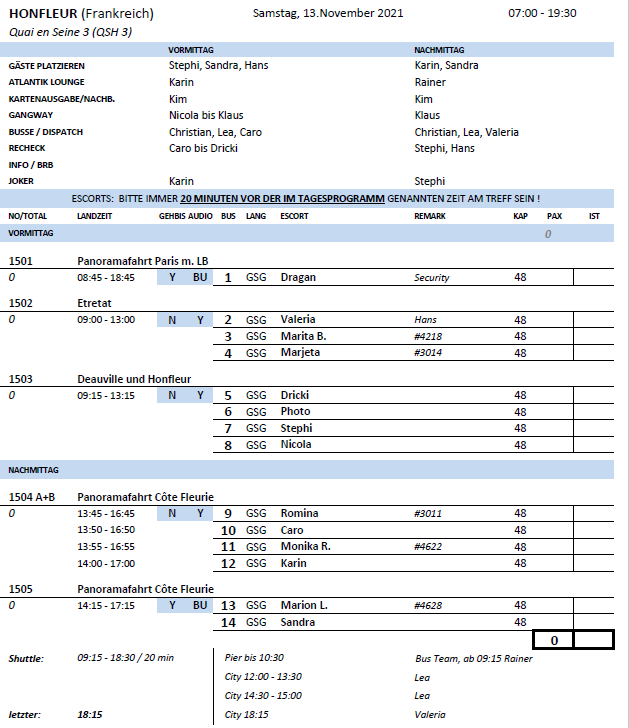 HONFLEUR (Frankreich) Samstag, 13.November 2021 07:00 - 19:30
Quai en Seine 3 (QSH 3)
VORMITTAG NACHMITTAG
GÄSTE PLATZIEREN Stephi, Sandra, Hans Karin, Sandra
ATLANTIK LOUNGE Karin Rainer
KARTENAUSGABE/NACHB. Kim Kim
GANGWAY Nicola bis Klaus Klaus
BUSSE / DISPATCH Christian, Lea, Caro Christian, Lea, Valeria
RECHECK Caro bis Dricki Stephi, Hans
INFO / BRB
JOKER Karin Stephi
ESCORTS: BITTE IMMER 20 MINUTEN VOR DER IM TAGESPROGRAMM GENANNTEN ZEIT AM TREFF SEIN !
NO/TOTAL LANDZEIT GEHBIS AUDIO BUS LANG ESCORT REMARK KAP PAX IST
VORMITTAG 0
1501 Panoramafahrt Paris m. LB
0 08:45 - 18:45 Y BU 1 GSG Dragan Security 48
1502 Etretat
0 09:00 - 13:00 N Y 2 GSG Valeria Hans 48
3 GSG Marita B. #4218 48
4 GSG Marjeta #3014 48
1503 Deauville und Honfleur
0 09:15 - 13:15 N Y 5 GSG Dricki 48
6 GSG Photo 48
7 GSG Stephi 48
8 GSG Nicola 48
NACHMITTAG
1504 A+B Panoramafahrt Côte Fleurie
0 13:45 - 16:45 N Y 9 GSG Romina #3011 48
13:50 - 16:50 10 GSG Caro 48
13:55 - 16:55 11 GSG Monika R. #4622 48
14:00 - 17:00 12 GSG Karin 48
1505 Panoramafahrt Côte Fleurie
0 14:15 - 17:15 Y BU 13 GSG Marion L. #4628 48
14 GSG Sandra 48
0
Shuttle: 09:15 - 18:30 / 20 min Pier bis 10:30 Bus Team, ab 09:15 Rainer
City 12:00 - 13:30 Lea
City 14:30 - 15:00 Lea
letzter: 18:15 City 18:15 Valeria